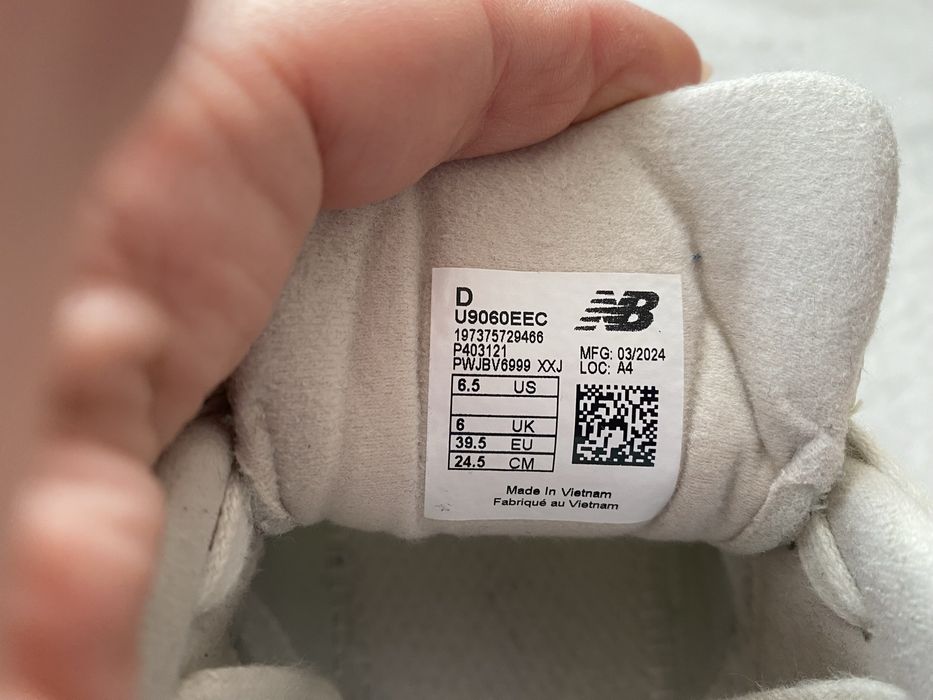 D
U9060EEC
197375729466
P403121
PWJBV6999 XXJ
NB
MFG: 03/2024
LOC: A4
6.5 US
6 UK
39.5 EU
24.5 CM
Made In Vietnam
Fabriqué au Vietnam